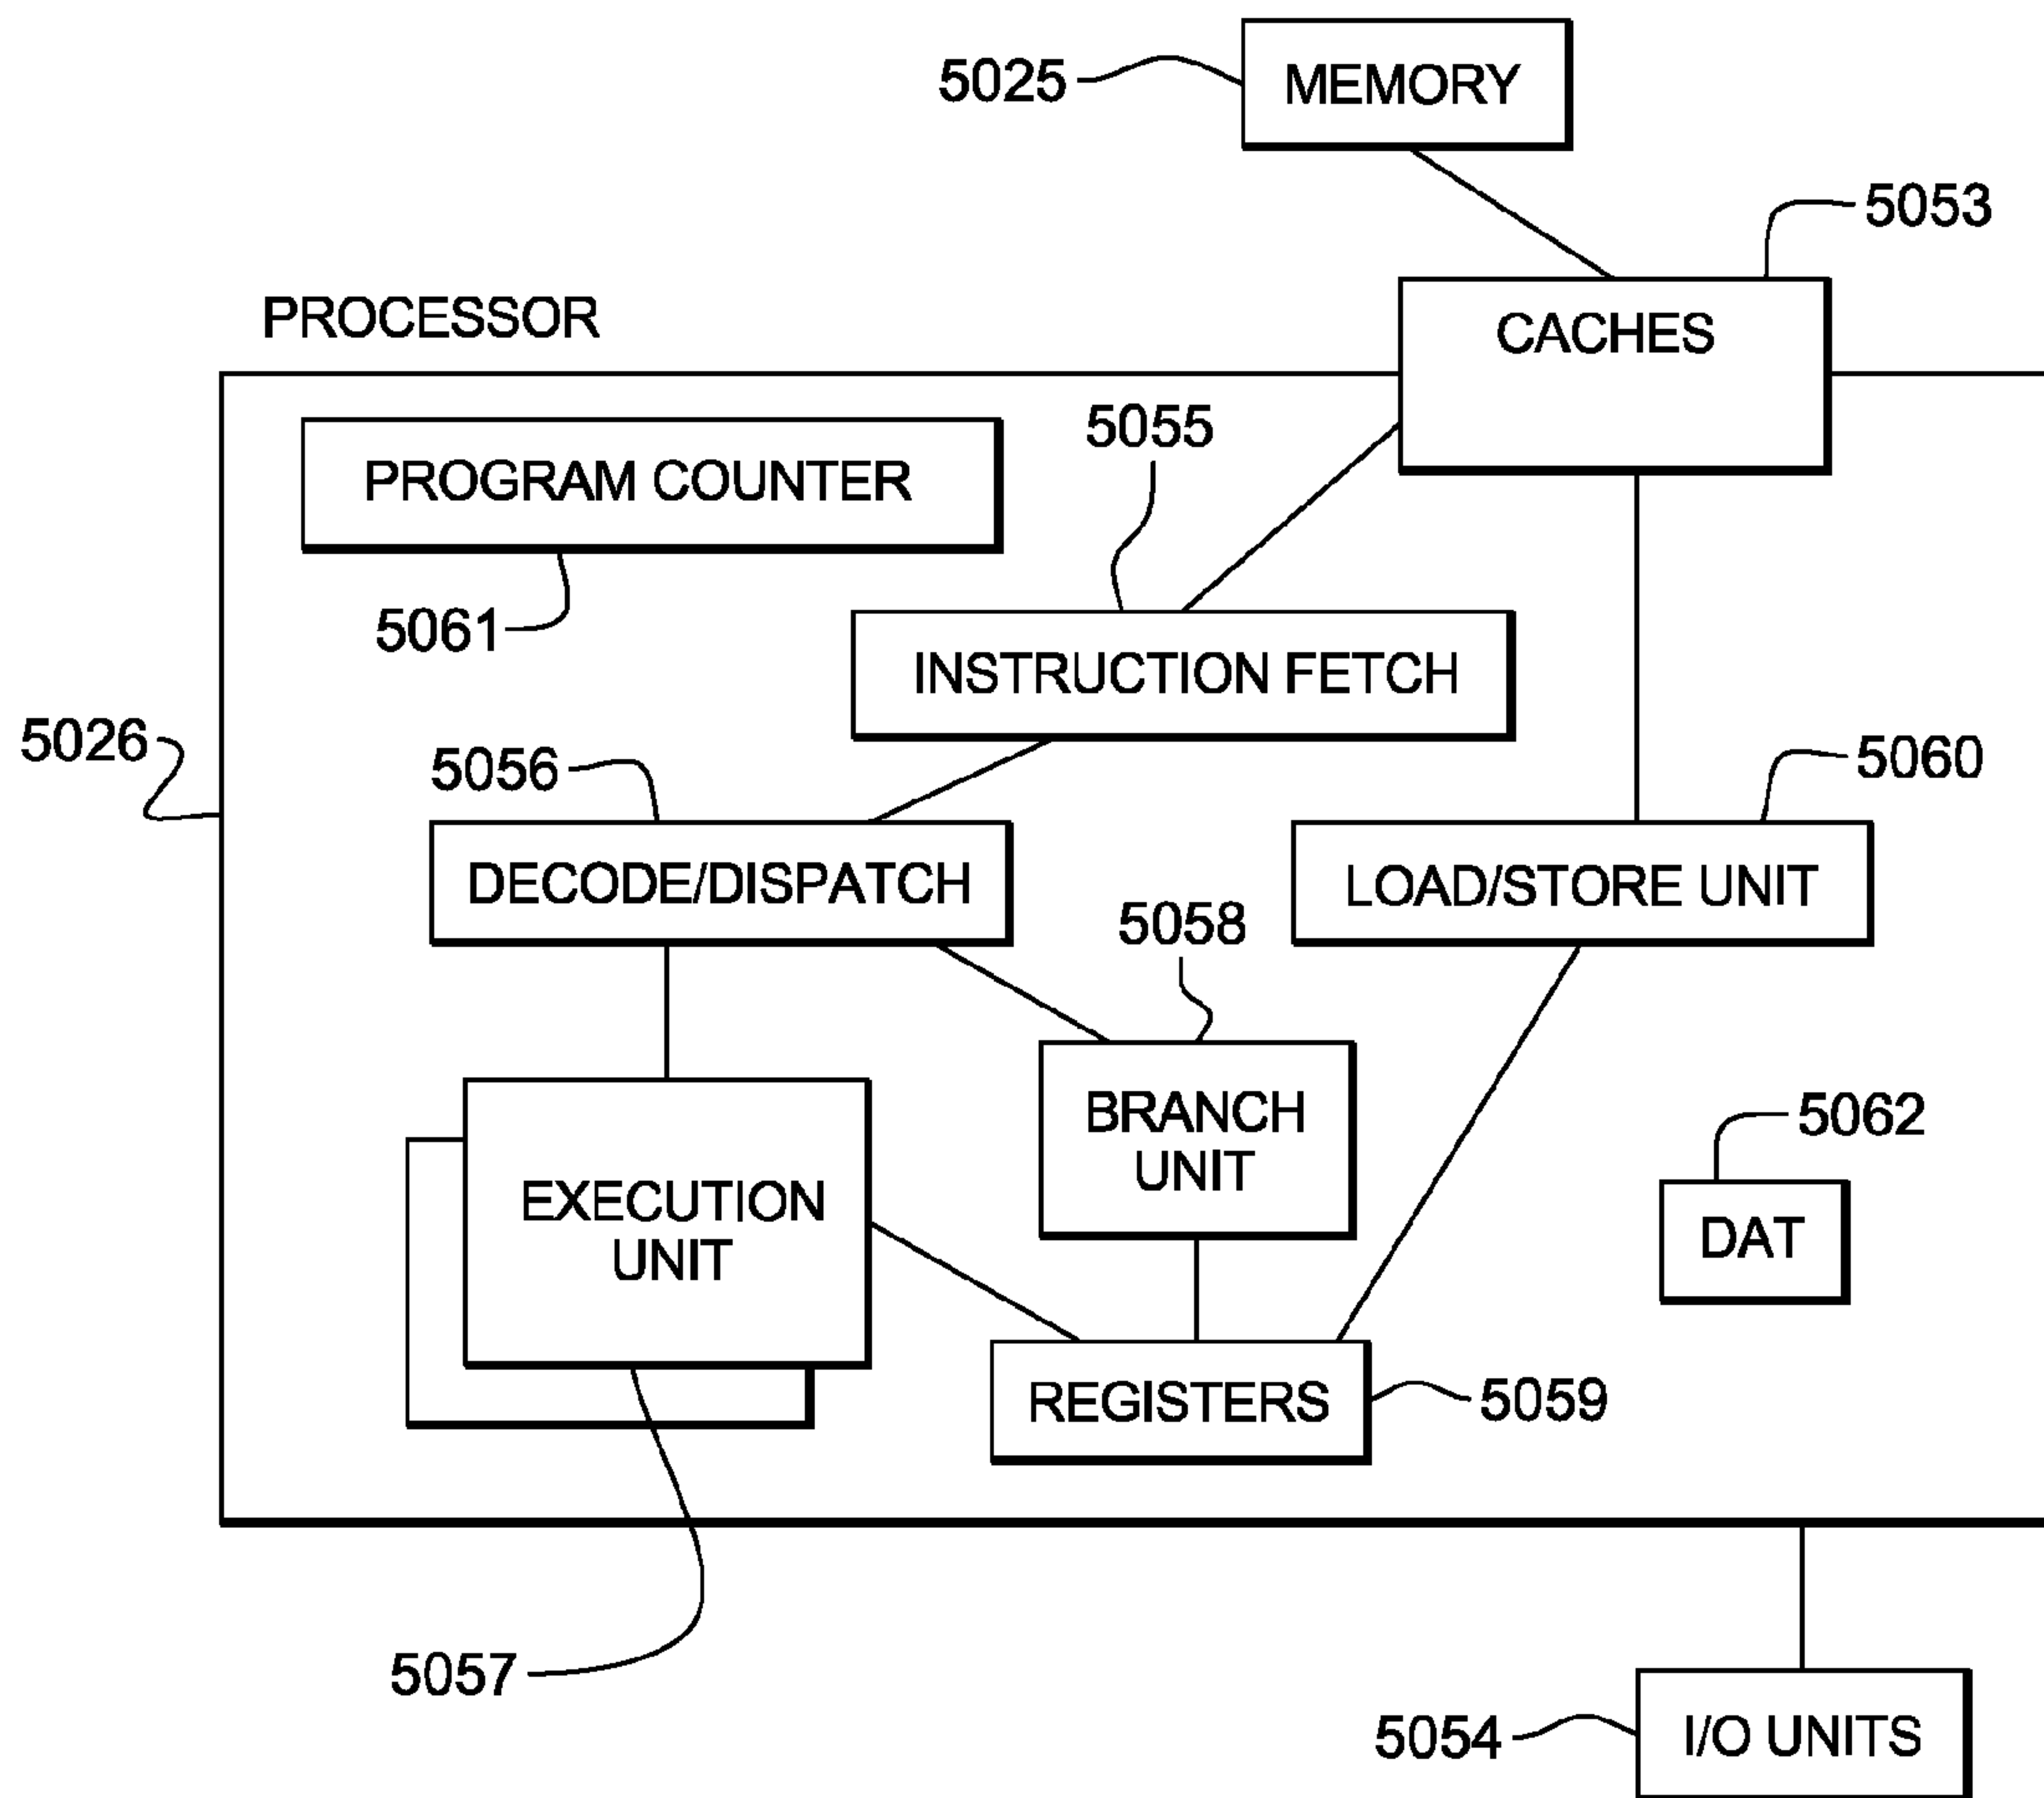 MEMORY
5025
5053
CACHES
PROCESSOR
5055
PROGRAM COUNTER
5061
INSTRUCTION FETCH
5026
5056
5060
DECODE/DISPATCH
LOAD/STORE UNIT
5058
BRANCH
UNIT
5062
EXECUTION
UNIT
DAT
REGISTERS
5059
5057
5054
I/O UNITS